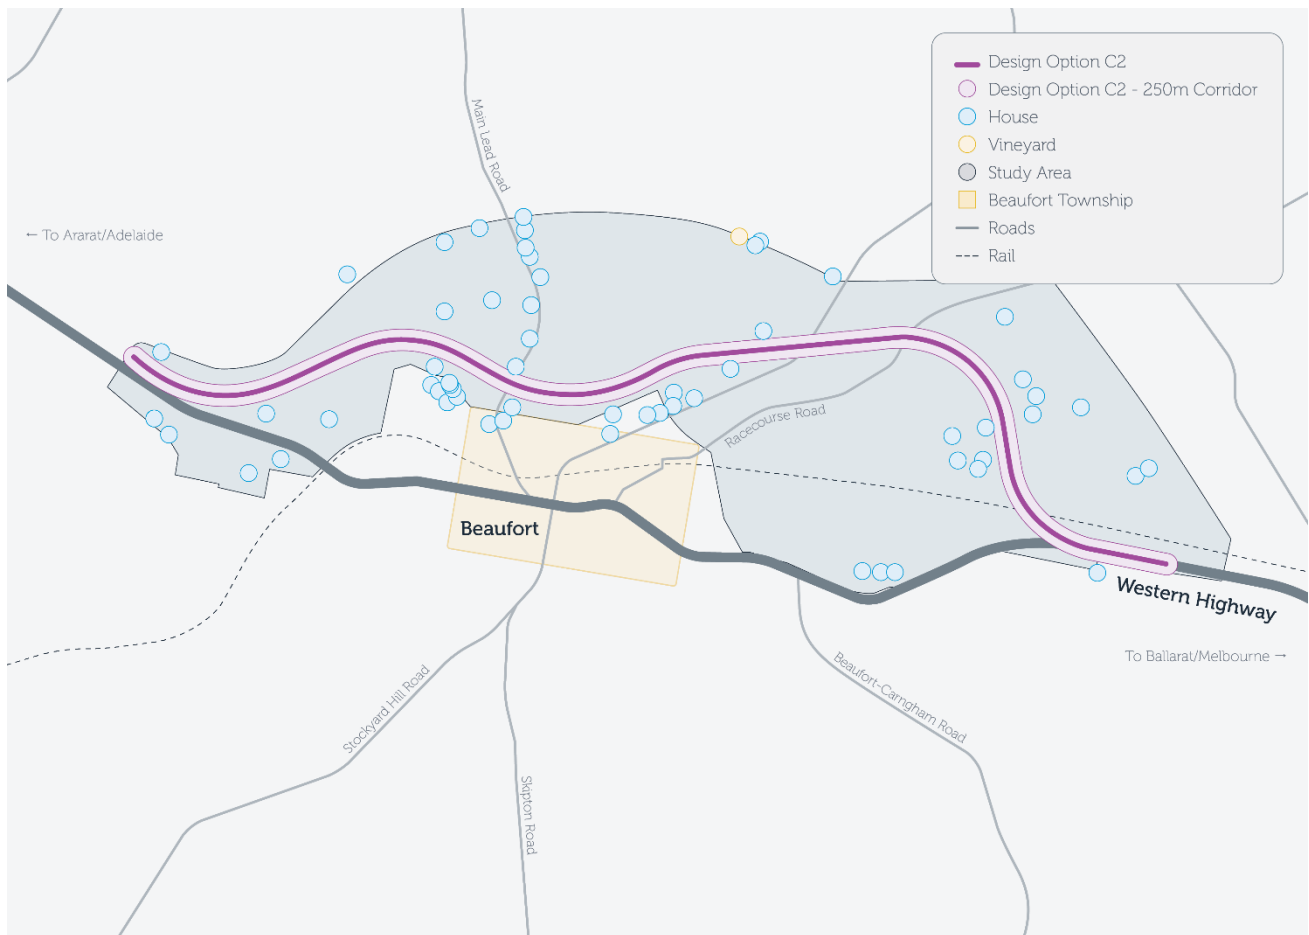 Design Option C2
Design Option C2 - 250m Corridor
House
Vineyard
Study Area
Beaufort Township
Roads
Rail
Main Lead Road
← To Ararat/Adelaide
Racecourse Road
Beaufort
Western Highway
To Ballarat/Melbourne →
Stockyard Hill Road
Beaufort-Carngham Road
Skipton Road